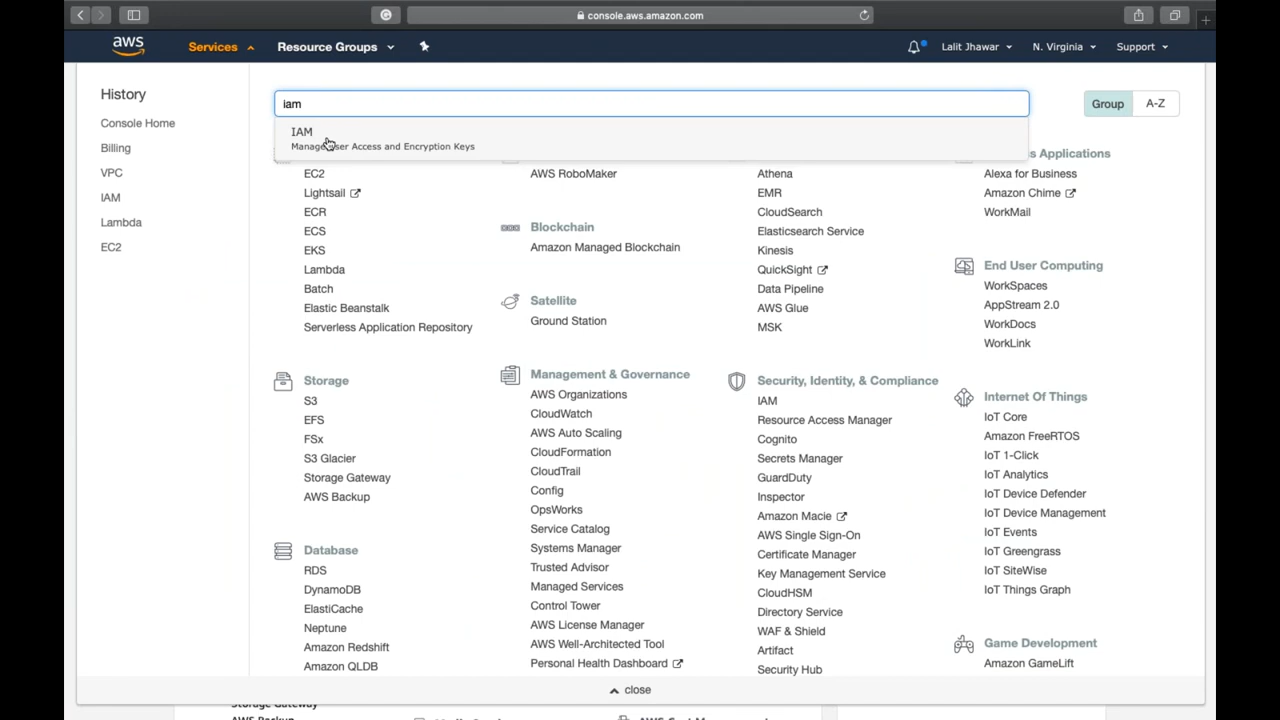 console.aws.amazon.com
aws
Services
Resource Groups
Lalit Jhawar
N. Virginia
Support
History
Console Home
Billing
VPC
IAM
Lambda
EC2
iam
Group
A-Z
IAM
Manage User Access and Encryption Keys
EC2
Lightsail
ECR
ECS
EKS
Lambda
Batch
Elastic Beanstalk
Serverless Application Repository
Storage
S3
EFS
FSx
S3 Glacier
Storage Gateway
AWS Backup
Database
RDS
DynamoDB
ElastiCache
Neptune
Amazon Redshift
Amazon QLDB
AWS RoboMaker
Blockchain
Amazon Managed Blockchain
Satellite
Ground Station
Management & Governance
AWS Organizations
CloudWatch
AWS Auto Scaling
CloudFormation
CloudTrail
Config
OpsWorks
Service Catalog
Systems Manager
Trusted Advisor
Managed Services
Control Tower
AWS License Manager
AWS Well-Architected Tool
Personal Health Dashboard
Athena
EMR
CloudSearch
Elasticsearch Service
Kinesis
QuickSight
Data Pipeline
AWS Glue
MSK
Security, Identity, & Compliance
IAM
Resource Access Manager
Cognito
Secrets Manager
GuardDuty
Inspector
Amazon Macie
AWS Single Sign-On
Certificate Manager
Key Management Service
CloudHSM
Directory Service
WAF & Shield
Artifact
Security Hub
s Applications
Alexa for Business
Amazon Chime
WorkMail
End User Computing
WorkSpaces
AppStream 2.0
WorkDocs
WorkLink
Internet Of Things
IoT Core
Amazon FreeRTOS
IoT 1-Click
IoT Analytics
IoT Device Defender
IoT Device Management
IoT Events
IoT Greengrass
IoT SiteWise
IoT Things Graph
Game Development
Amazon GameLift
close
Storage Gateway
AWS Backup